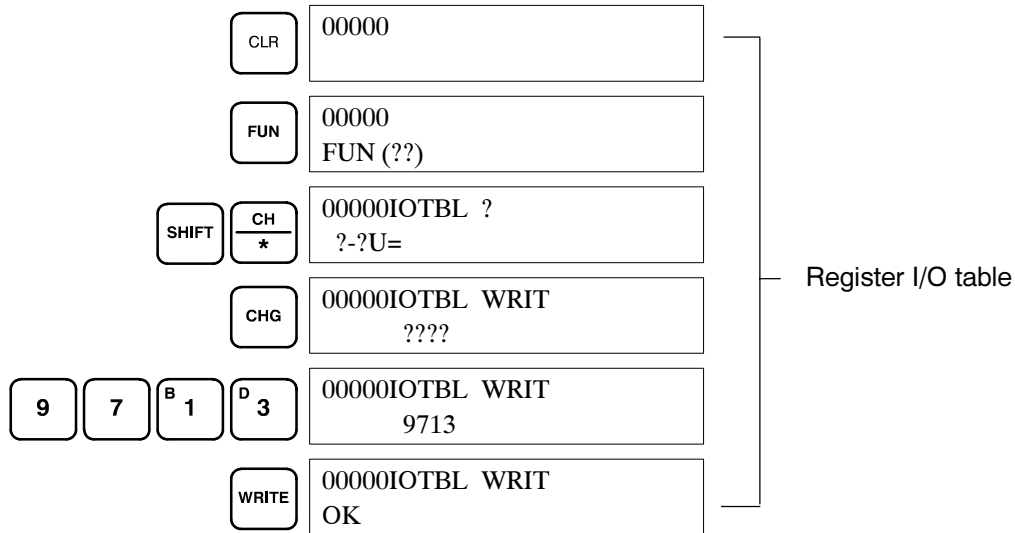 CLR
00000
FUN
00000
FUN (??)
SHIFT
CH
*
00000IOTBL ?
?-?U=
CHG
00000IOTBL WRIT
????
9 7 B 1 D 3
00000IOTBL WRIT
9713
WRITE
00000IOTBL WRIT
OK
Register I/O table